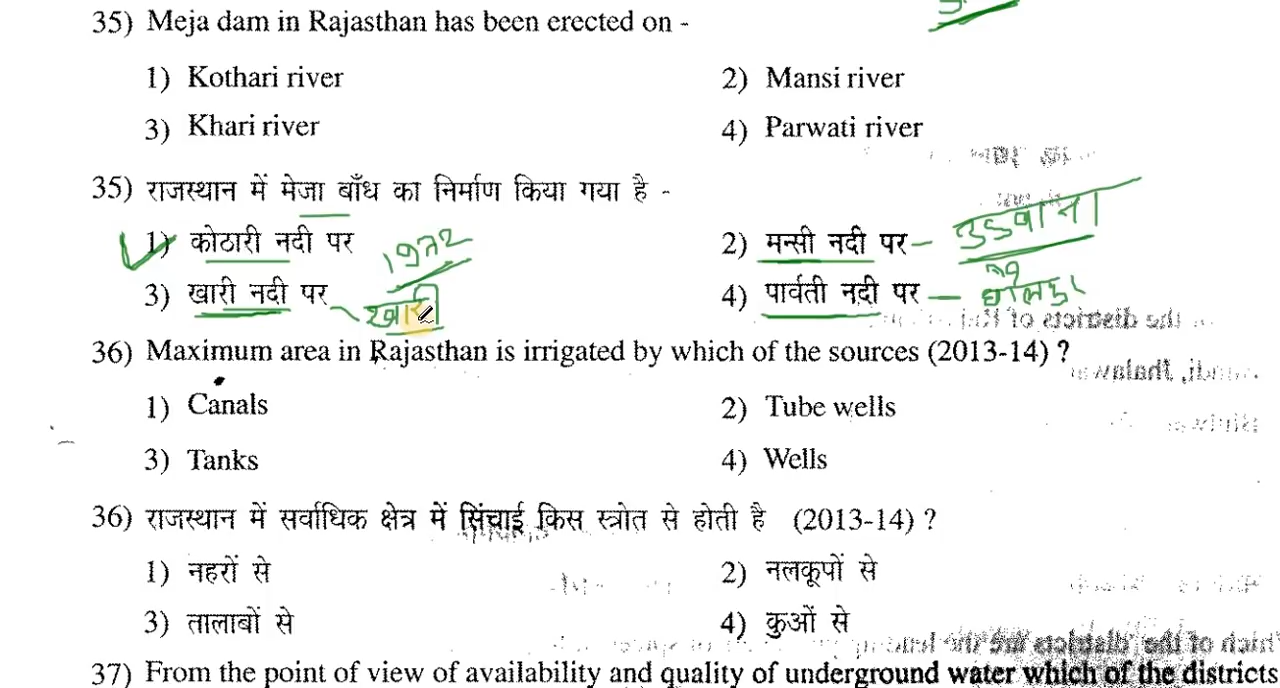 35) Meja dam in Rajasthan has been erected on -
1) Kothari river 2) Mansi river
3) Khari river 4) Parwati river
35) राजस्थान में मेजा बाँध का निर्माण किया गया है -
1) कोठारी नदी पर 1972 2) मन्सी नदी पर –
3) खारी नदी पर खारी 4) पार्वती नदी पर –
36) Maximum area in Rajasthan is irrigated by which of the sources (2013-14) ?
1) Canals 2) Tube wells
3) Tanks 4) Wells
36) राजस्थान में सर्वाधिक क्षेत्र में सिंचाई किस स्त्रोत से होती है (2013-14) ?
1) नहरों से 2) नलकूपों से
3) तालाबों से 4) कुओं से
37) From the point of view of availability and quality of underground water which of the districts